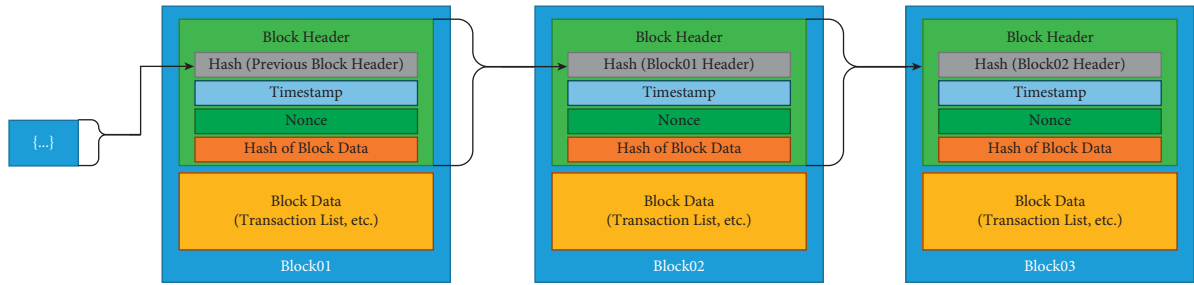 {...}
Block Header
Hash (Previous Block Header)
Timestamp
Nonce
Hash of Block Data
Block Data
(Transaction List, etc.)
Block01
Block Header
Hash (Block01 Header)
Timestamp
Nonce
Hash of Block Data
Block Data
(Transaction List, etc.)
Block02
Block Header
Hash (Block02 Header)
Timestamp
Nonce
Hash of Block Data
Block Data
(Transaction List, etc.)
Block03